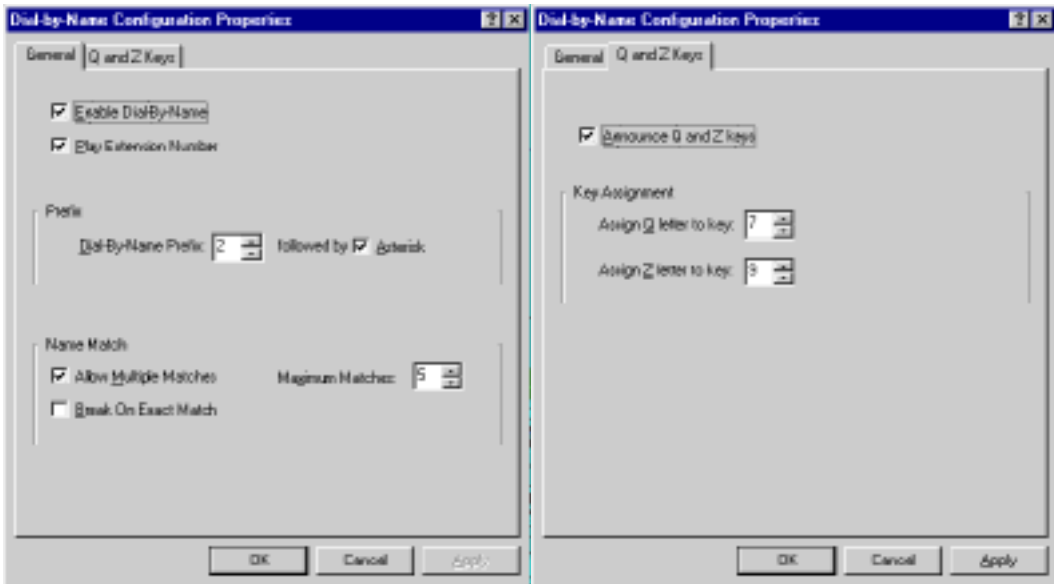 Dial-by-Name Configuration Properties
General
Q and Z Keys
Enable Dial-By-Name
Play Extension Number
Prefix
Dial-By-Name Prefix: 2 followed by Asterisk
Name Match
Allow Multiple Matches Maximum Matches: 5
Break On Exact Match
OK Cancel Apply
Dial-by-Name Configuration Properties
General
Q and Z Keys
Announce Q and Z keys
Key Assignment
Assign Q letter to key: 7
Assign Z letter to key: 9
OK Cancel Apply